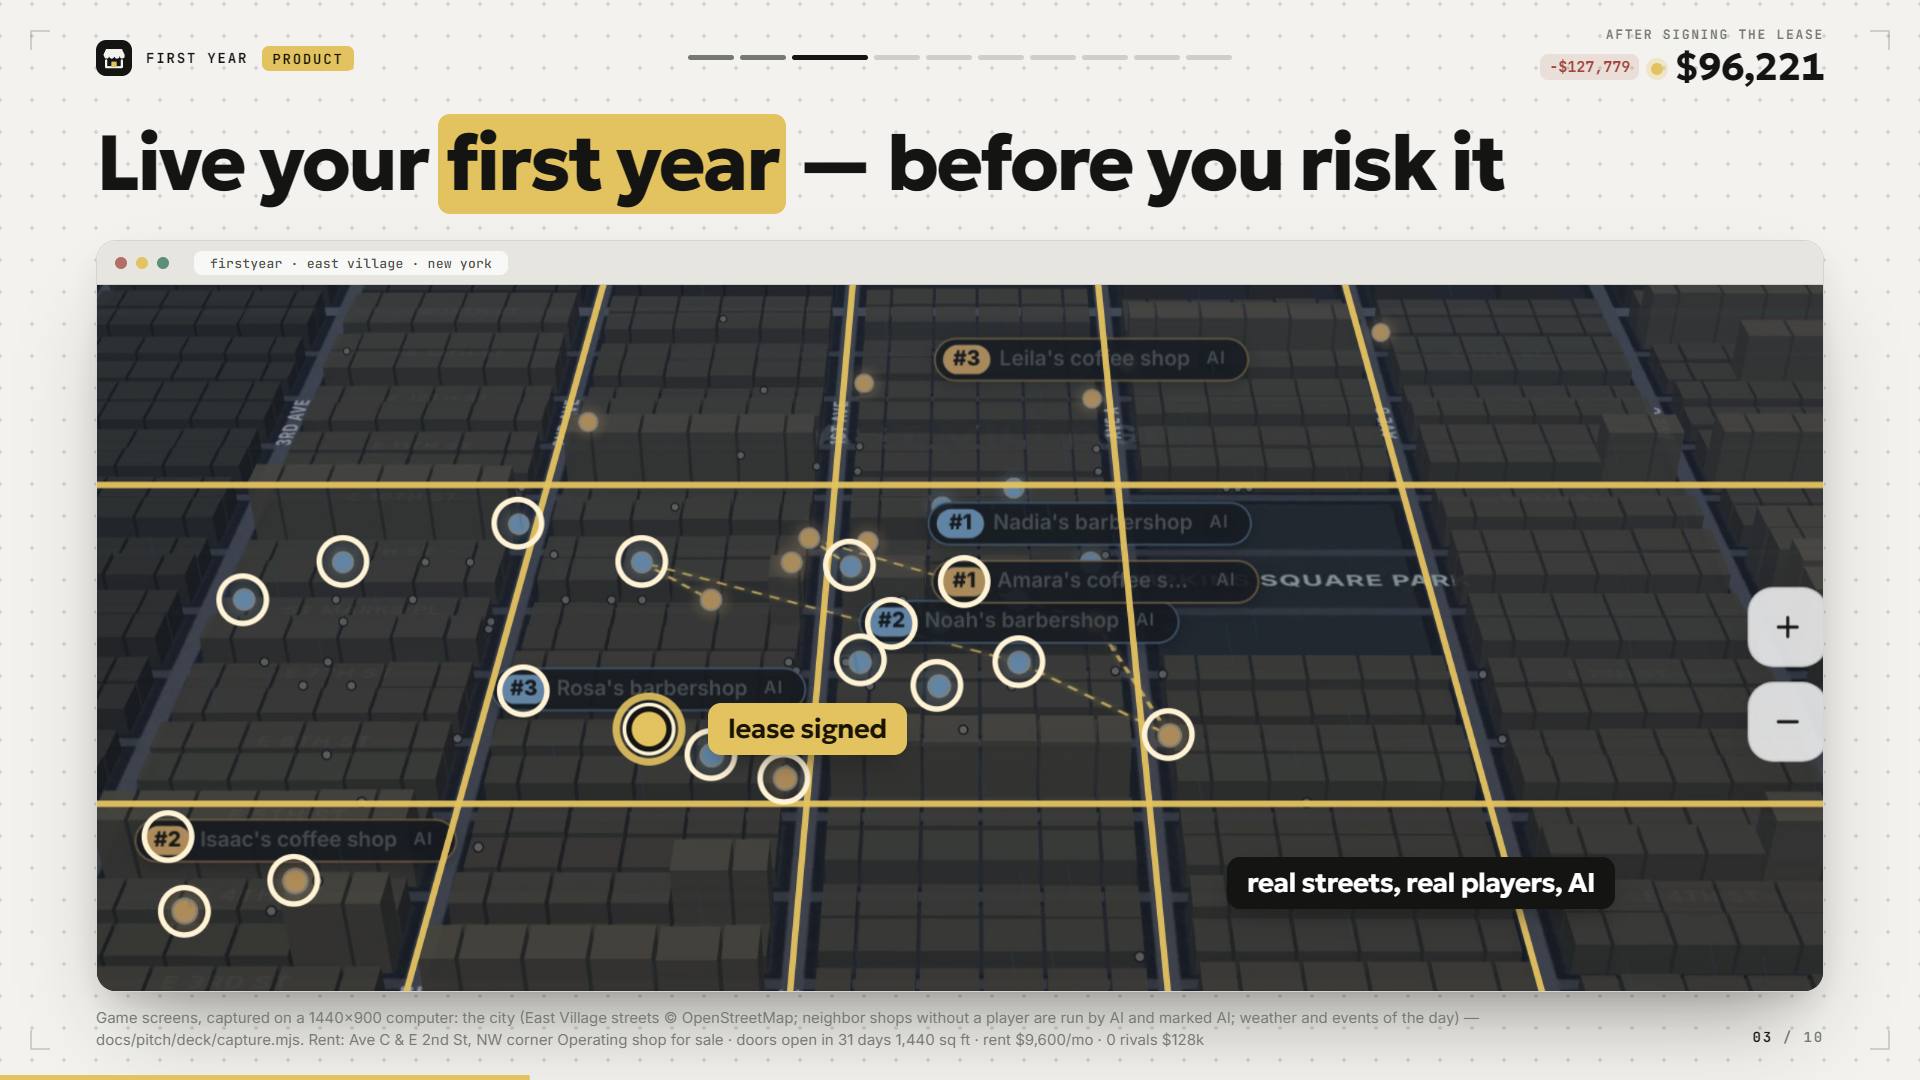 FIRST YEAR
PRODUCT
AFTER SIGNING THE LEASE
-$127,779
$96,221
Live your first year — before you risk it
firstyear · east village · new york
#3 Leila's coffee shop AI
3RD AVE
1ST AVE
AVE A
#1 Nadia's barbershop AI
#1 Amara's coffee s... AI
SQUARE PARK
#2 Noah's barbershop AI
+
#3 Rosa's barbershop AI
−
lease signed
#2 Isaac's coffee shop AI
real streets, real players, AI
E 3RD ST
Game screens, captured on a 1440×900 computer: the city (East Village streets © OpenStreetMap; neighbor shops without a player are run by AI and marked AI; weather and events of the day) —
docs/pitch/deck/capture.mjs. Rent: Ave C & E 2nd St, NW corner Operating shop for sale · doors open in 31 days 1,440 sq ft · rent $9,600/mo · 0 rivals $128k
03 / 10